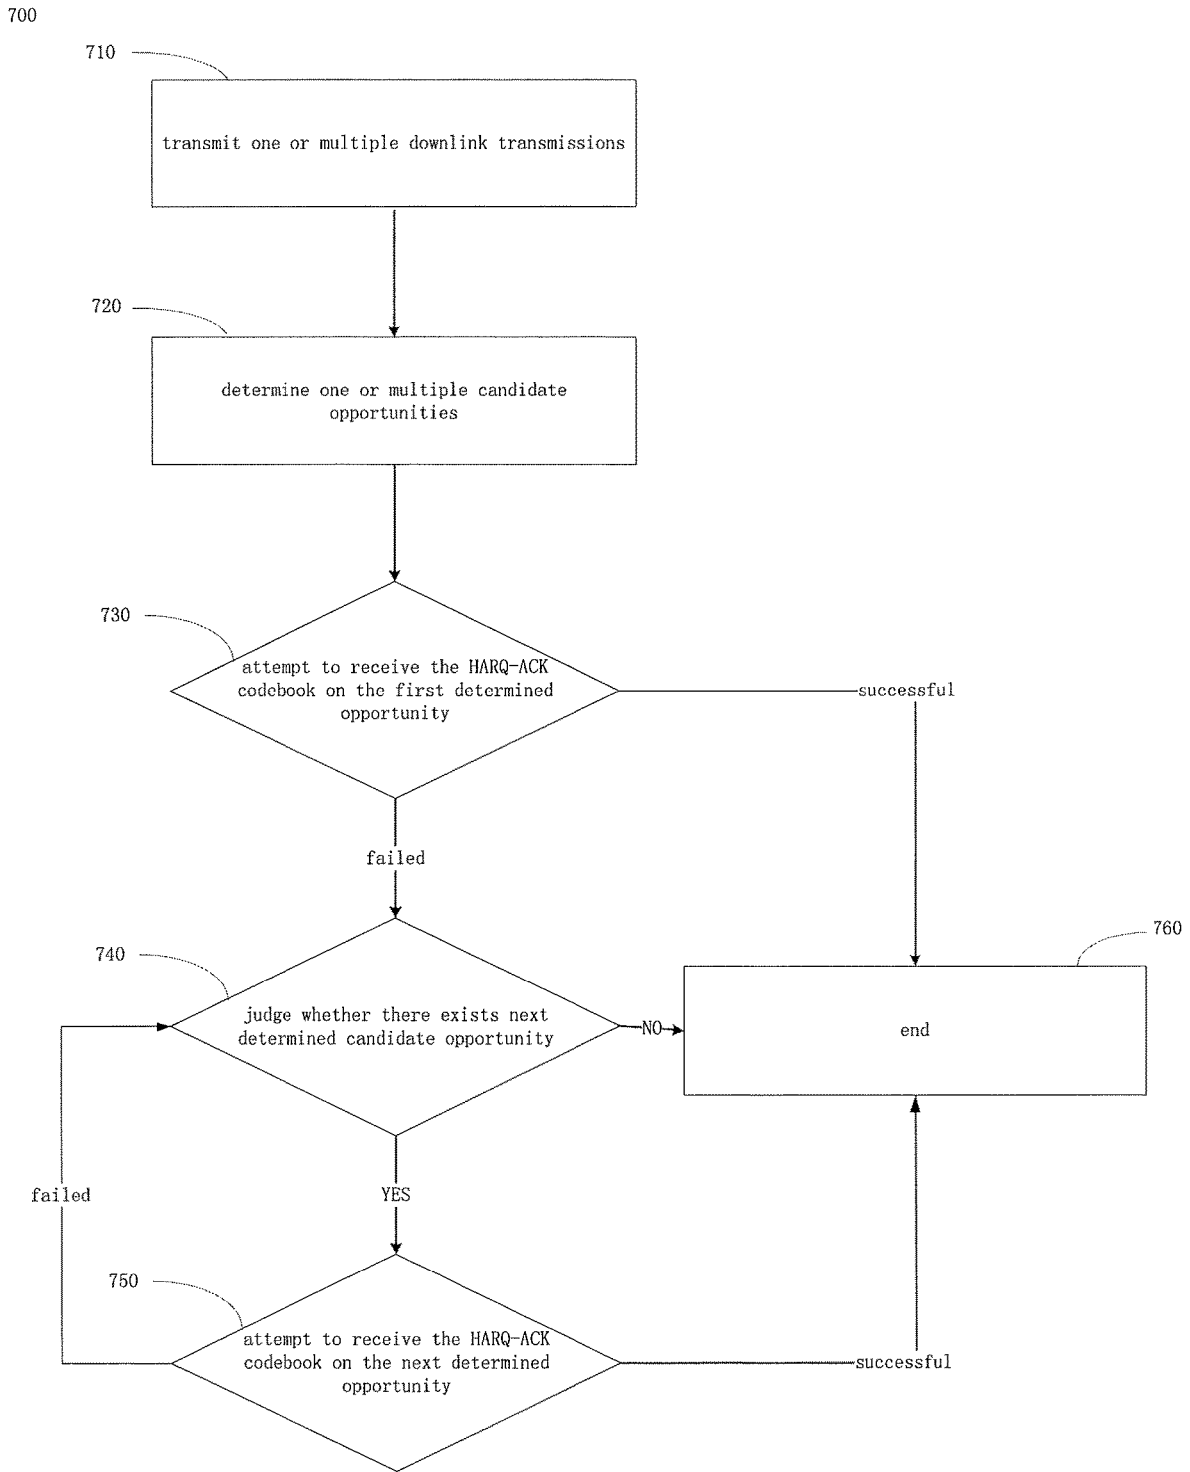 700
710
transmit one or multiple downlink transmissions
720
determine one or multiple candidate
opportunities
730
attempt to receive the HARQ-ACK
codebook on the first determined
opportunity
successful
failed
740
760
judge whether there exists next
determined candidate opportunity
NO
end
failed
YES
750
attempt to receive the HARQ-ACK
codebook on the next determined
opportunity
successful